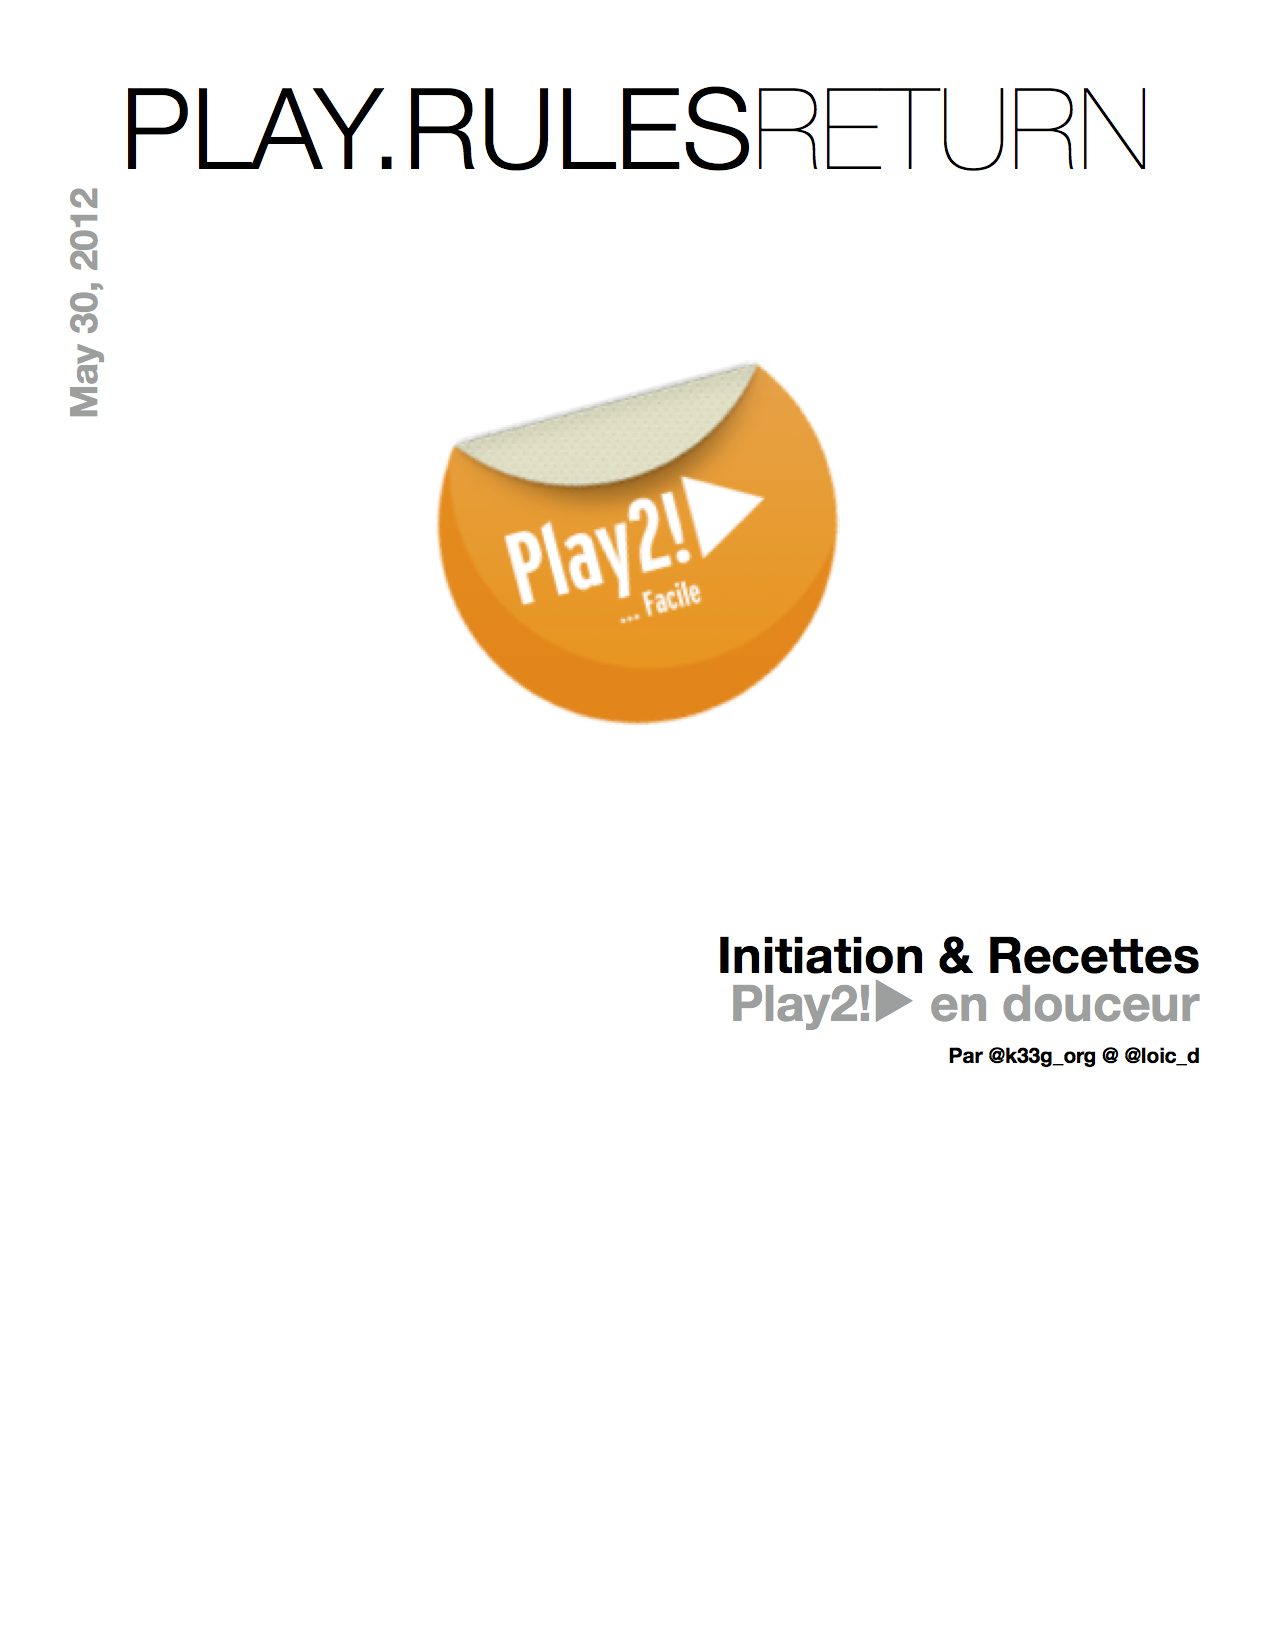 PLAY.RULESRETURN
May 30, 2012
Play2!▶
... Facile
Initiation & Recettes
Play2!▶ en douceur
Par @k33g_org @ @loic_d